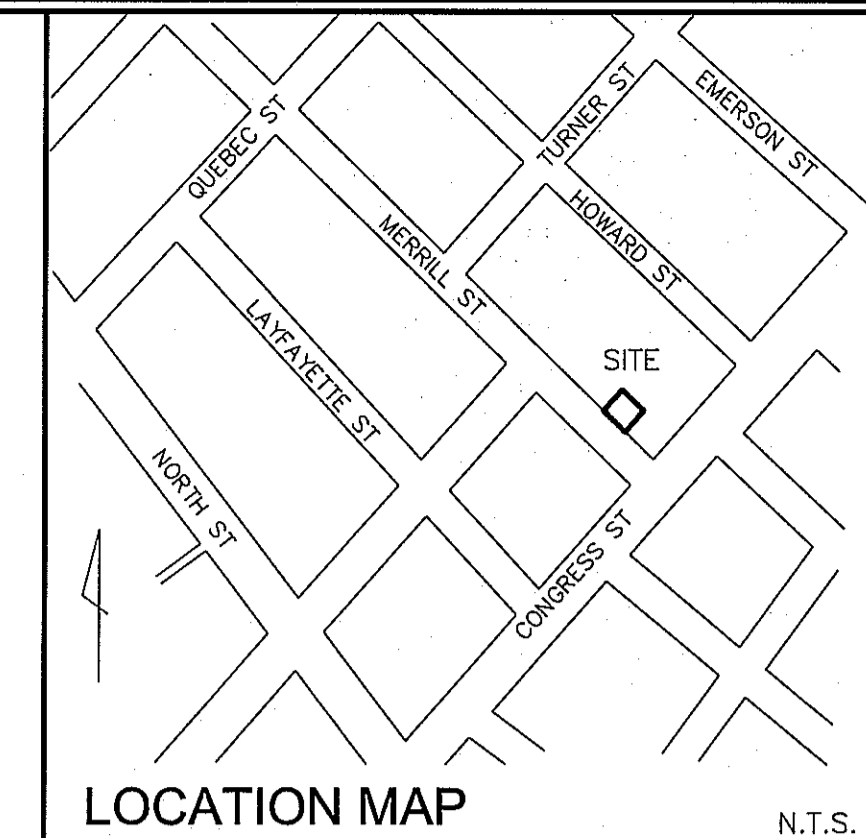 QUEBEC ST
TURNER ST
EMERSON ST
MERRILL ST
HOWARD ST
LAYFAYETTE ST
SITE
NORTH ST
CONGRESS ST
LOCATION MAP
N.T.S.